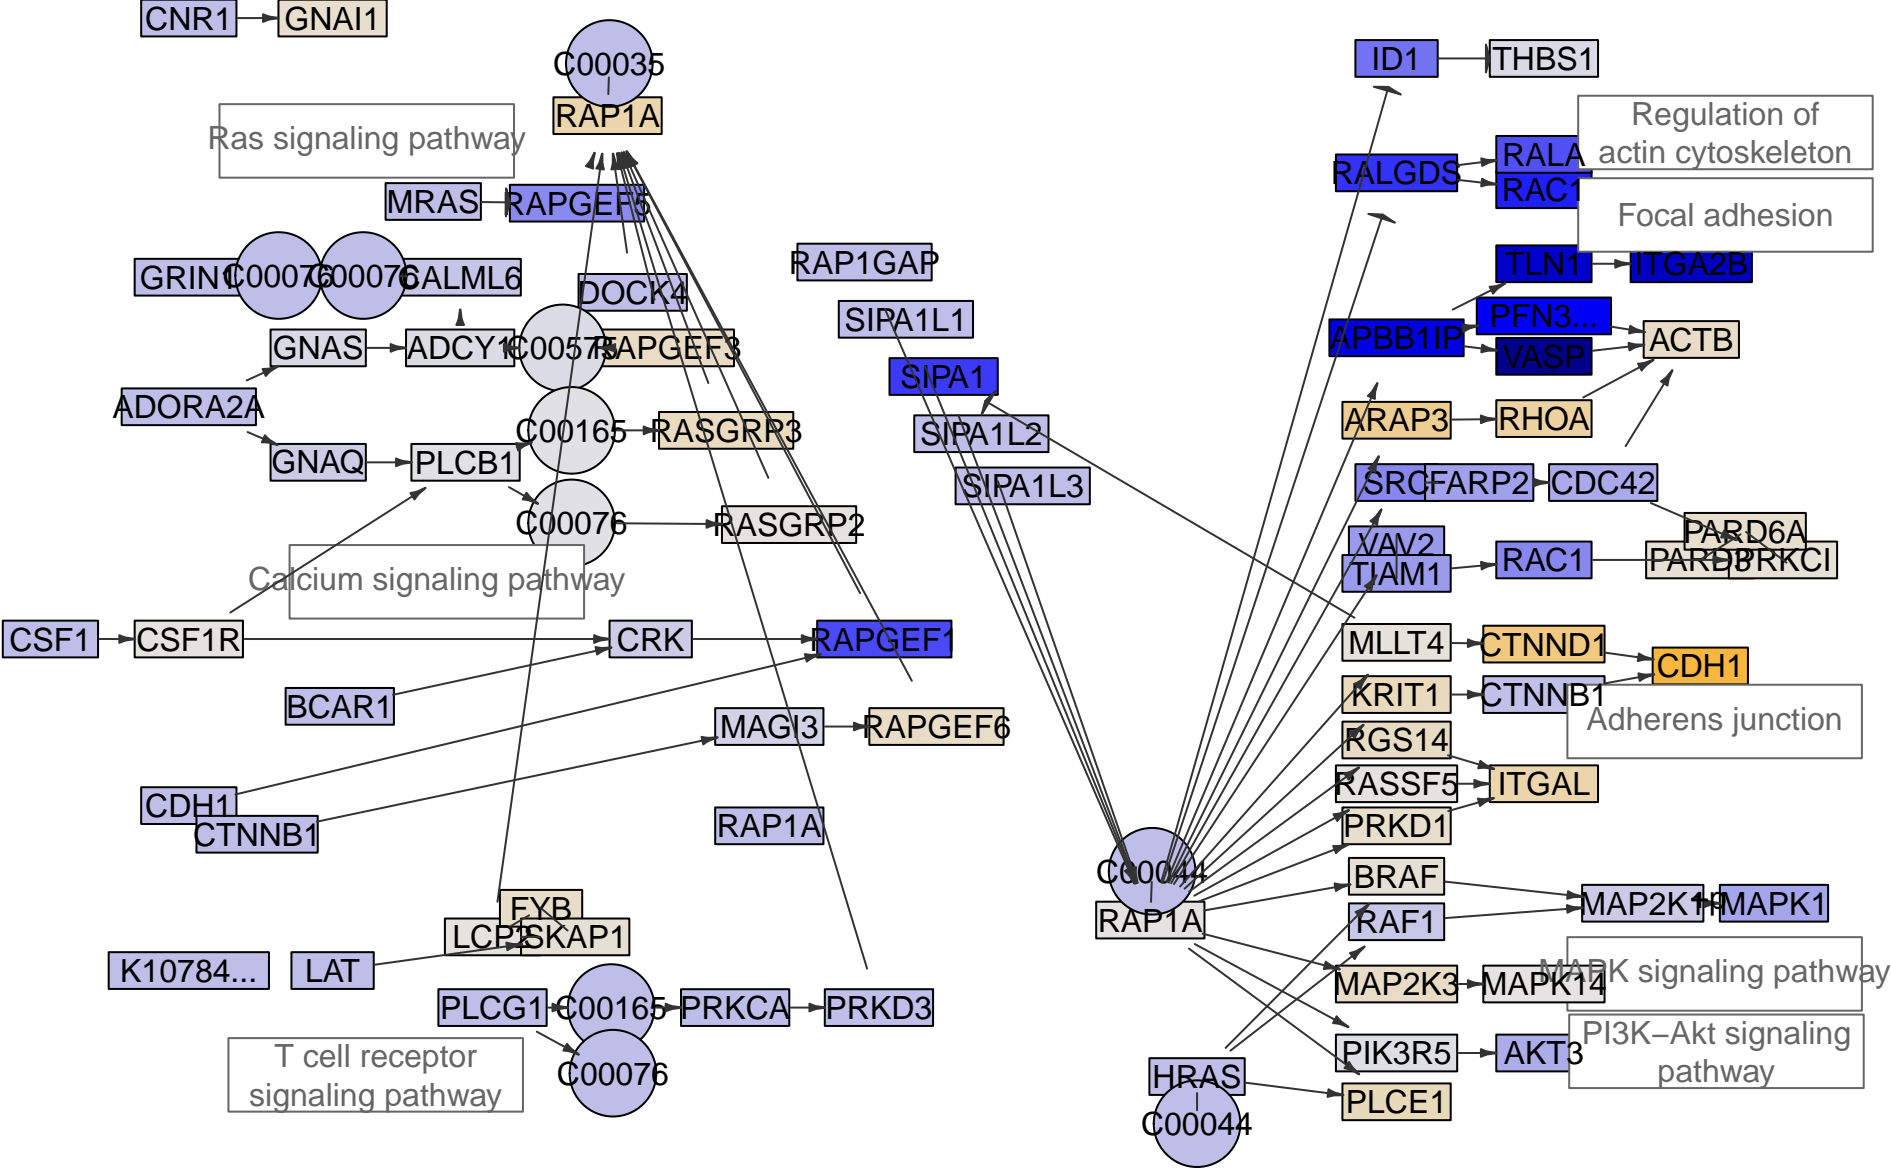 CNR1
GNAI1
C00035
RAP1A
Ras signaling pathway
MRAS
RAPGEF5
GRIN1
C00076
C00076
CALML6
DOCK4
GNAS
ADCY1
C00575
RAPGEF3
ADORA2A
GNAQ
PLCB1
C00165
RASGRP3
C00076
RASGRP2
Calcium signaling pathway
CSF1
CSF1R
CRK
RAPGEF1
BCAR1
MAGI3
RAPGEF6
CDH1
CTNNB1
RAP1A
FYB
LCP2
SKAP1
K10784...
LAT
PLCG1
C00165
PRKCA
PRKD3
C00076
T cell receptor
signaling pathway
RAP1GAP
SIPA1L1
SIPA1
SIPA1L2
SIPA1L3
C00044
RAP1A
HRAS
C00044
ID1
THBS1
Regulation of
actin cytoskeleton
RALGDS
RALA
RAC1
Focal adhesion
TLN1
ITGA2B
APBB1IP
PFN3...
VASP
ACTB
ARAP3
RHOA
SRC
FARP2
CDC42
VAV2
TIAM1
RAC1
PARD6A
PARD3
PRKCI
MLLT4
CTNND1
CDH1
KRIT1
CTNNB1
Adherens junction
RGS14
RASSF5
ITGAL
PRKD1
BRAF
RAF1
MAP2K1
+p
MAPK1
MAP2K3
MAPK14
MAPK signaling pathway
PIK3R5
AKT3
PI3K−Akt signaling
pathway
PLCE1